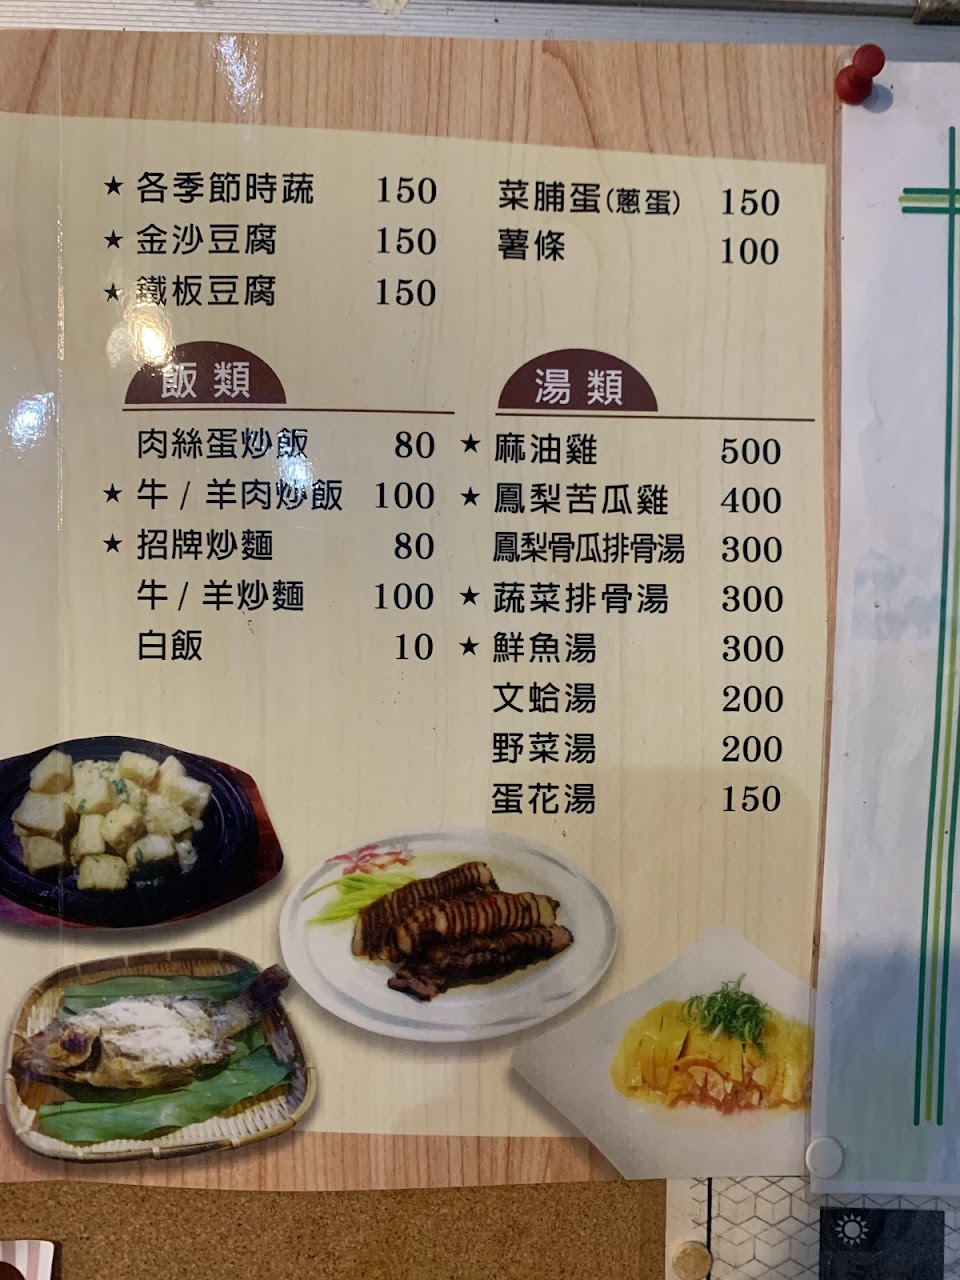 ★ 各季節時蔬 150
★ 金沙豆腐 150
★ 鐵板豆腐 150
菜脯蛋(蔥蛋) 150
薯條 100
飯類
肉絲蛋炒飯 80
★ 牛 / 羊肉炒飯 100
★ 招牌炒麵 80
牛 / 羊炒麵 100
白飯 10
湯類
★ 麻油雞 500
★ 鳳梨苦瓜雞 400
鳳梨骨瓜排骨湯 300
★ 蔬菜排骨湯 300
★ 鮮魚湯 300
文蛤湯 200
野菜湯 200
蛋花湯 150